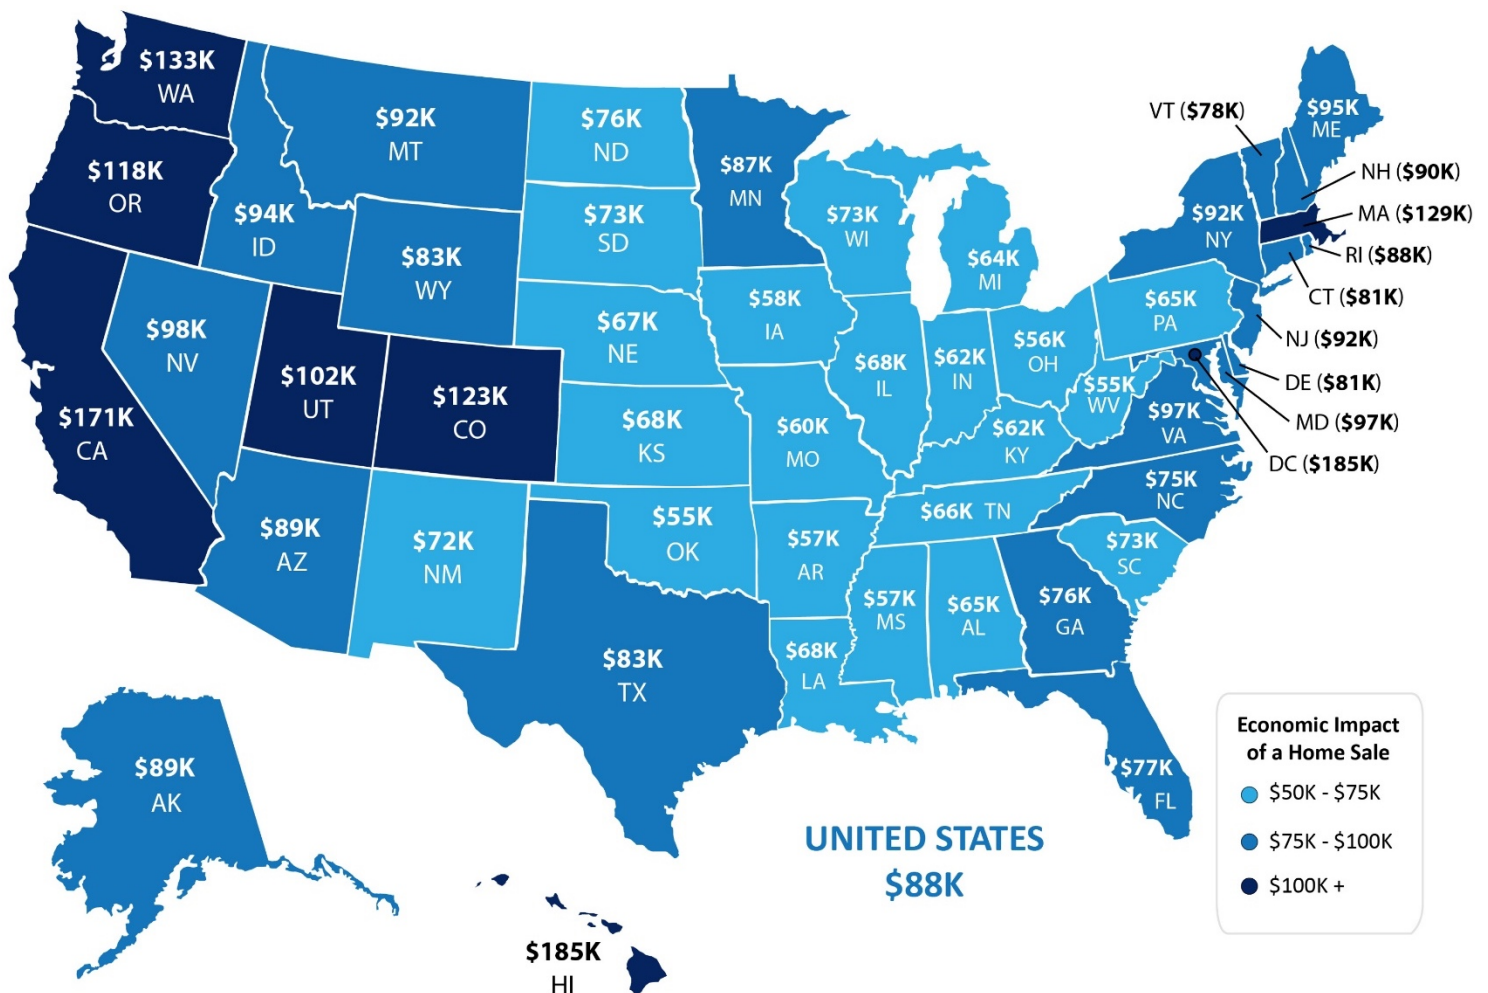 $133K
WA
$118K
OR
$171K
CA
$98K
NV
$94K
ID
$92K
MT
$83K
WY
$102K
UT
$123K
CO
$89K
AZ
$72K
NM
$76K
ND
$73K
SD
$67K
NE
$68K
KS
$55K
OK
$83K
TX
$87K
MN
$58K
IA
$60K
MO
$57K
AR
$68K
LA
$73K
WI
$68K
IL
$64K
MI
$62K
IN
$56K
OH
$62K
KY
$66K TN
$57K
MS
$65K
AL
$76K
GA
$77K
FL
$73K
SC
$75K
NC
$97K
VA
$55K
WV
$65K
PA
$92K
NY
VT ($78K)
$95K
ME
NH ($90K)
MA ($129K)
RI ($88K)
CT ($81K)
NJ ($92K)
DE ($81K)
MD ($97K)
DC ($185K)
$89K
AK
$185K
HI
UNITED STATES
$88K
Economic Impact
of a Home Sale
$50K - $75K
$75K - $100K
$100K +